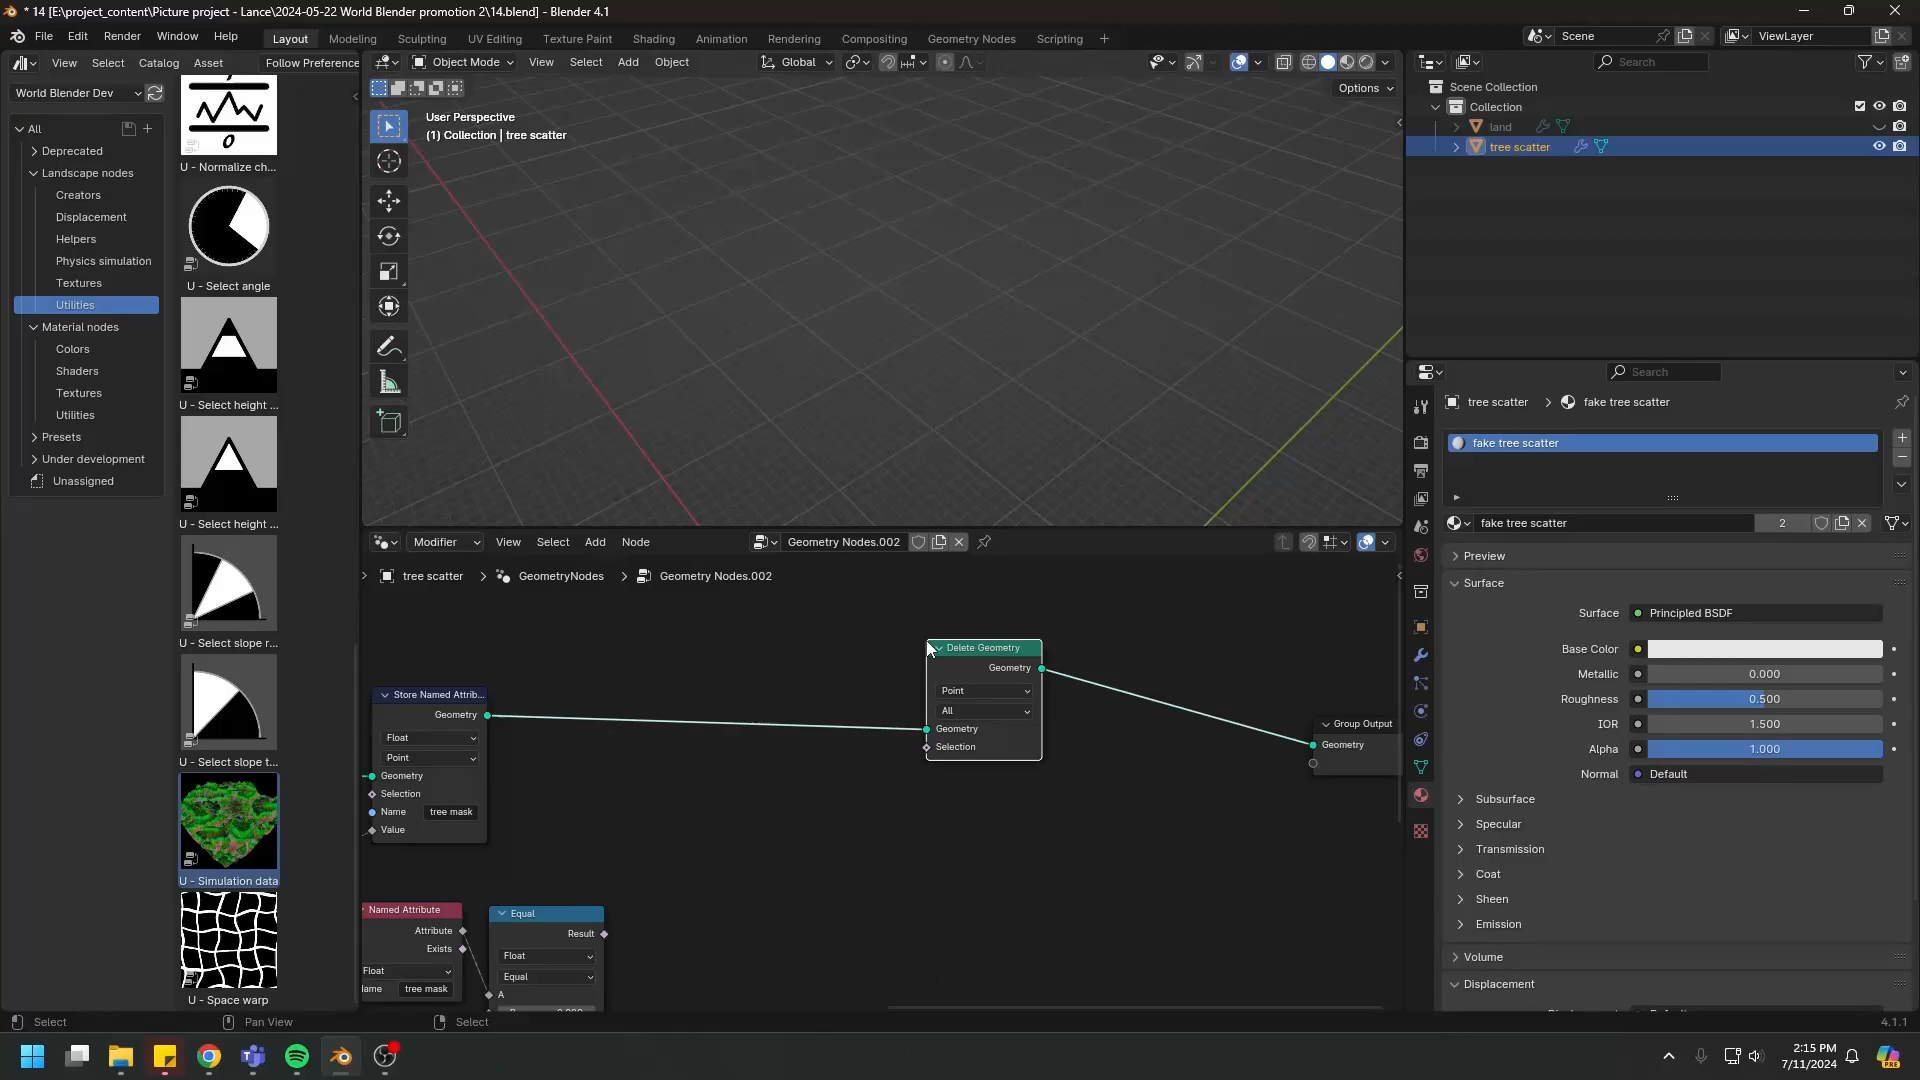 * 14 [E:\project_content\Picture project - Lance\2024-05-22 World Blender promotion 2\14.blend] - Blender 4.1
File Edit Render Window Help
Layout Modeling Sculpting UV Editing Texture Paint Shading Animation Rendering Compositing Geometry Nodes Scripting +
Scene
ViewLayer
View Select Catalog Asset Follow Preference
World Blender Dev
All
Deprecated
Landscape nodes
Creators
Displacement
Helpers
Physics simulation
Textures
Utilities
Material nodes
Colors
Shaders
Textures
Utilities
Presets
Under development
Unassigned
0
U - Normalize ch...
U - Select angle
U - Select height ...
U - Select height ...
U - Select slope r...
U - Select slope t...
U - Simulation data
U - Space warp
Object Mode View Select Add Object Global
Options
User Perspective
(1) Collection | tree scatter
Modifier View Select Add Node Geometry Nodes.002
tree scatter > GeometryNodes > Geometry Nodes.002
Store Named Attrib...
Geometry
Float
Point
Geometry
Selection
Name tree mask
Value
Named Attribute
Attribute
Exists
Float
tree mask
Equal
Result
Float
Equal
A
Delete Geometry
Geometry
Point
All
Geometry
Selection
Group Output
Geometry
Search
Scene Collection
Collection
land
tree scatter
Search
tree scatter > fake tree scatter
fake tree scatter
fake tree scatter 2
Preview
Surface
Surface Principled BSDF
Base Color
Metallic 0.000
Roughness 0.500
IOR 1.500
Alpha 1.000
Normal Default
Subsurface
Specular
Transmission
Coat
Sheen
Emission
Volume
Displacement
Select Pan View Select
4.1.1
2:15 PM
7/11/2024
PRE